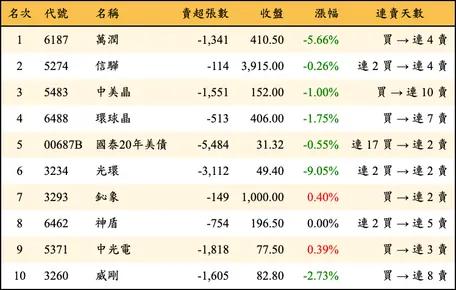 名次 代號 名稱 賣超張數 收盤 漲幅 連賣天數
1 6187 萬潤 -1,341 410.50 -5.66% 買 → 連 4 賣
2 5274 信驊 -114 3,915.00 -0.26% 連 2 買 → 連 4 賣
3 5483 中美晶 -1,551 152.00 -1.00% 買 → 連 10 賣
4 6488 環球晶 -513 406.00 -1.75% 買 → 連 7 賣
5 00687B 國泰20年美債 -5,484 31.32 -0.55% 連 17 買 → 連 2 賣
6 3234 光環 -3,112 49.40 -9.05% 連 2 買 → 連 2 賣
7 3293 鈊象 -149 1,000.00 0.40% 買 → 連 2 賣
8 6462 神盾 -754 196.50 0.00% 連 2 買 → 連 5 賣
9 5371 中光電 -1,818 77.50 0.39% 買 → 連 3 賣
10 3260 威剛 -1,605 82.80 -2.73% 買 → 連 8 賣